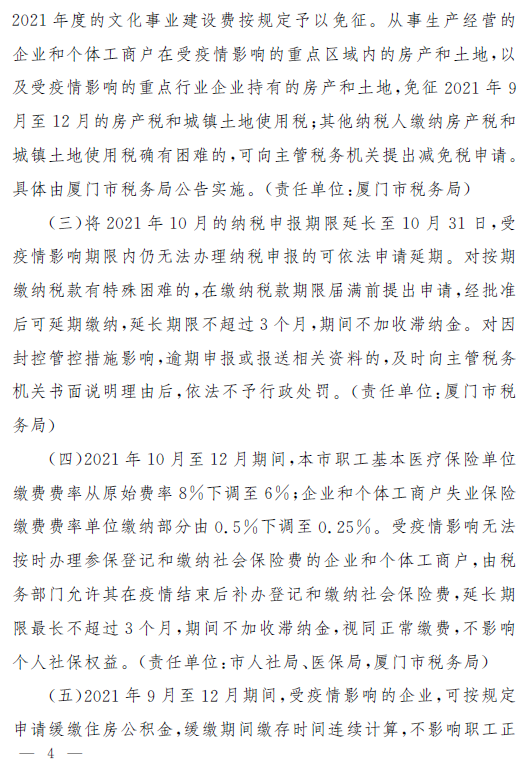 2021年度的文化事业建设费按规定予以免征。从事生产经营的
企业和个体工商户在受疫情影响的重点区域内的房产和土地,以
及受疫情影响的重点行业企业持有的房产和土地,免征2021年9
月至12月的房产税和城镇土地使用税;其他纳税人缴纳房产税和
城镇土地使用税确有困难的,可向主管税务机关提出减免税申请。
具体由厦门市税务局公告实施。(责任单位:厦门市税务局)
(三)将2021年10月的纳税申报期限延长至10月31日,受
疫情影响期限内仍无法办理纳税申报的可依法申请延期。对按期
缴纳税款有特殊困难的,在缴纳税款期限届满前提出申请,经批准
后可延期缴纳,延长期限不超过3个月,期间不加收滞纳金。对因
封控管控措施影响,逾期申报或报送相关资料的,及时向主管税务
机关书面说明理由后,依法不予行政处罚。(责任单位:厦门市税
务局)
(四)2021年10月至12月期间,本市职工基本医疗保险单位
缴费费率从原始费率8%下调至6%;企业和个体工商户失业保险
缴费费率单位缴纳部分由0.5%下调至0.25%。受疫情影响无法
按时办理参保登记和缴纳社会保险费的企业和个体工商户,由税
务部门允许其在疫情结束后补办登记和缴纳社会保险费,延长期
限最长不超过3个月,期间不加收滞纳金,视同正常缴费,不影响
个人社保权益。(责任单位:市人社局、医保局,厦门市税务局)
(五)2021年9月至12月期间,受疫情影响的企业,可按规定
申请缓缴住房公积金,缓缴期间缴存时间连续计算,不影响职工正
— 4 —